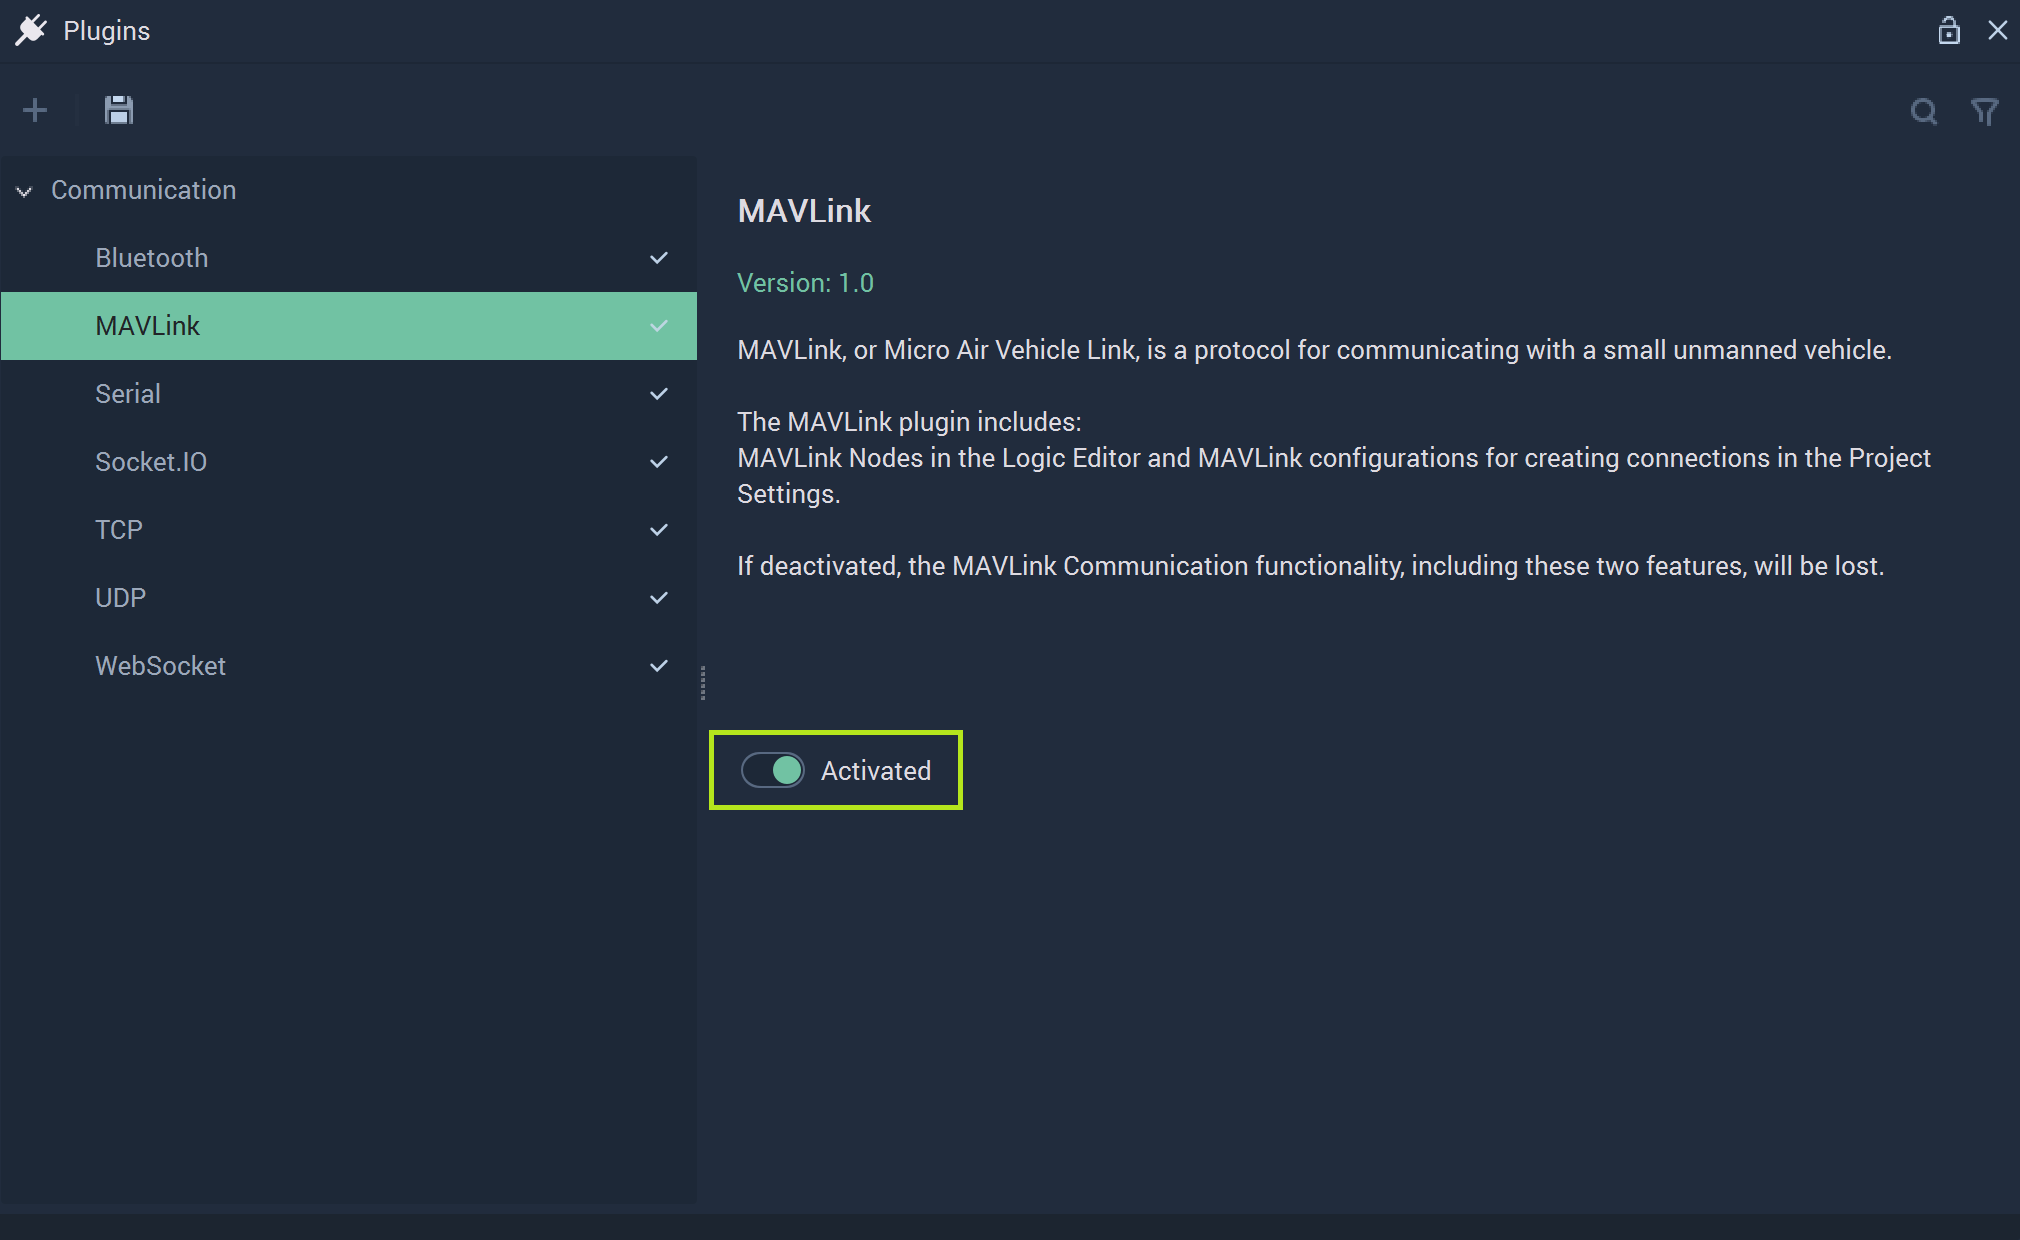 Plugins
Communication
Bluetooth
MAVLink
Serial
Socket.IO
TCP
UDP
WebSocket
MAVLink
Version: 1.0
MAVLink, or Micro Air Vehicle Link, is a protocol for communicating with a small unmanned vehicle.
The MAVLink plugin includes:
MAVLink Nodes in the Logic Editor and MAVLink configurations for creating connections in the Project
Settings.
If deactivated, the MAVLink Communication functionality, including these two features, will be lost.
Activated